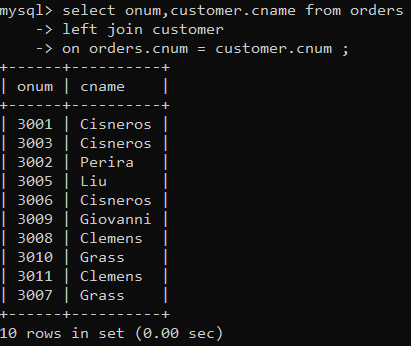 mysql> select onum,customer.cname from orders
    -> left join customer
    -> on orders.cnum = customer.cnum ;
+------+----------+
| onum | cname    |
+------+----------+
| 3001 | Cisneros |
| 3003 | Cisneros |
| 3002 | Perira   |
| 3005 | Liu      |
| 3006 | Cisneros |
| 3009 | Giovanni |
| 3008 | Clemens  |
| 3010 | Grass    |
| 3011 | Clemens  |
| 3007 | Grass    |
+------+----------+
10 rows in set (0.00 sec)